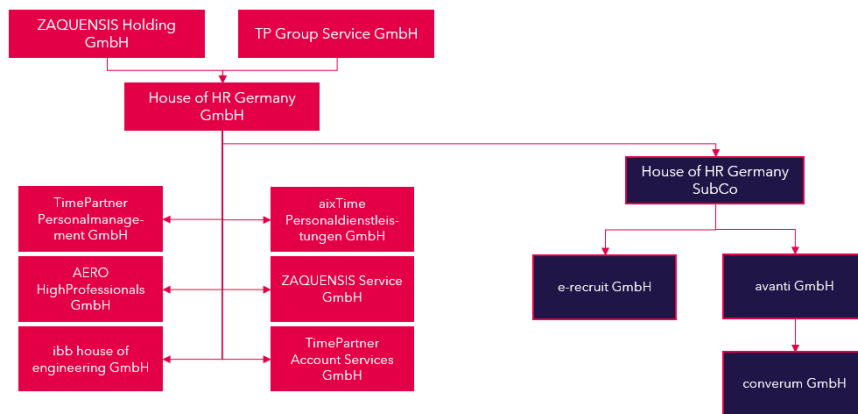 ZAQUENSIS Holding
GmbH
TP Group Service GmbH
House of HR Germany
GmbH
House of HR Germany
SubCo
TimePartner
Personalmanage-
ment GmbH
aixTime
Personaldienstleis-
tungen GmbH
AERO
HighProfessionals
GmbH
ZAQUENSIS Service
GmbH
e-recruit GmbH
avanti GmbH
ibb house of
engineering GmbH
TimePartner
Account Services
GmbH
converum GmbH